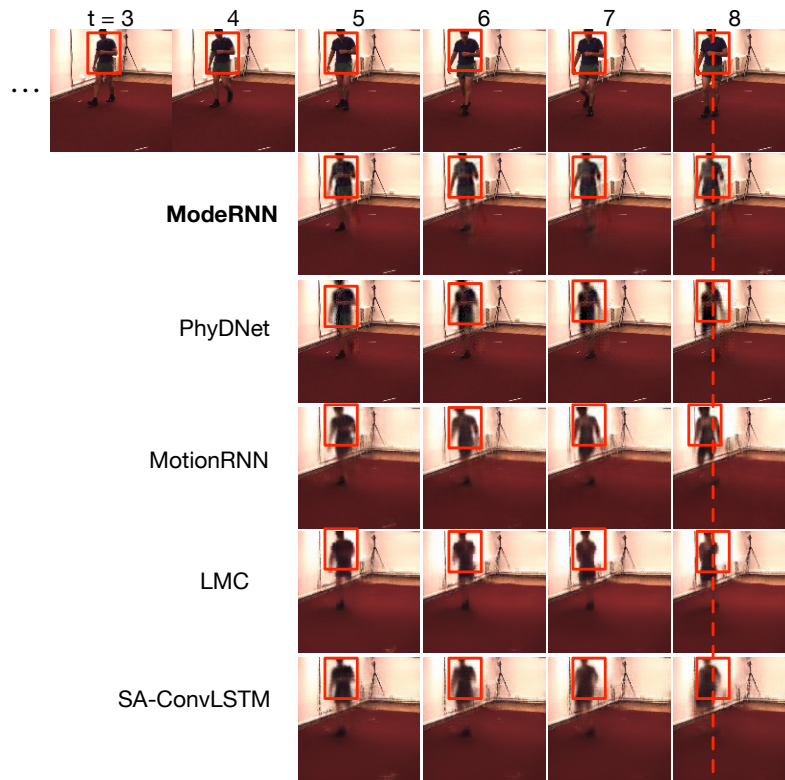 t = 3 4 5 6 7 8
...
ModeRNN
PhyDNet
MotionRNN
LMC
SA-ConvLSTM